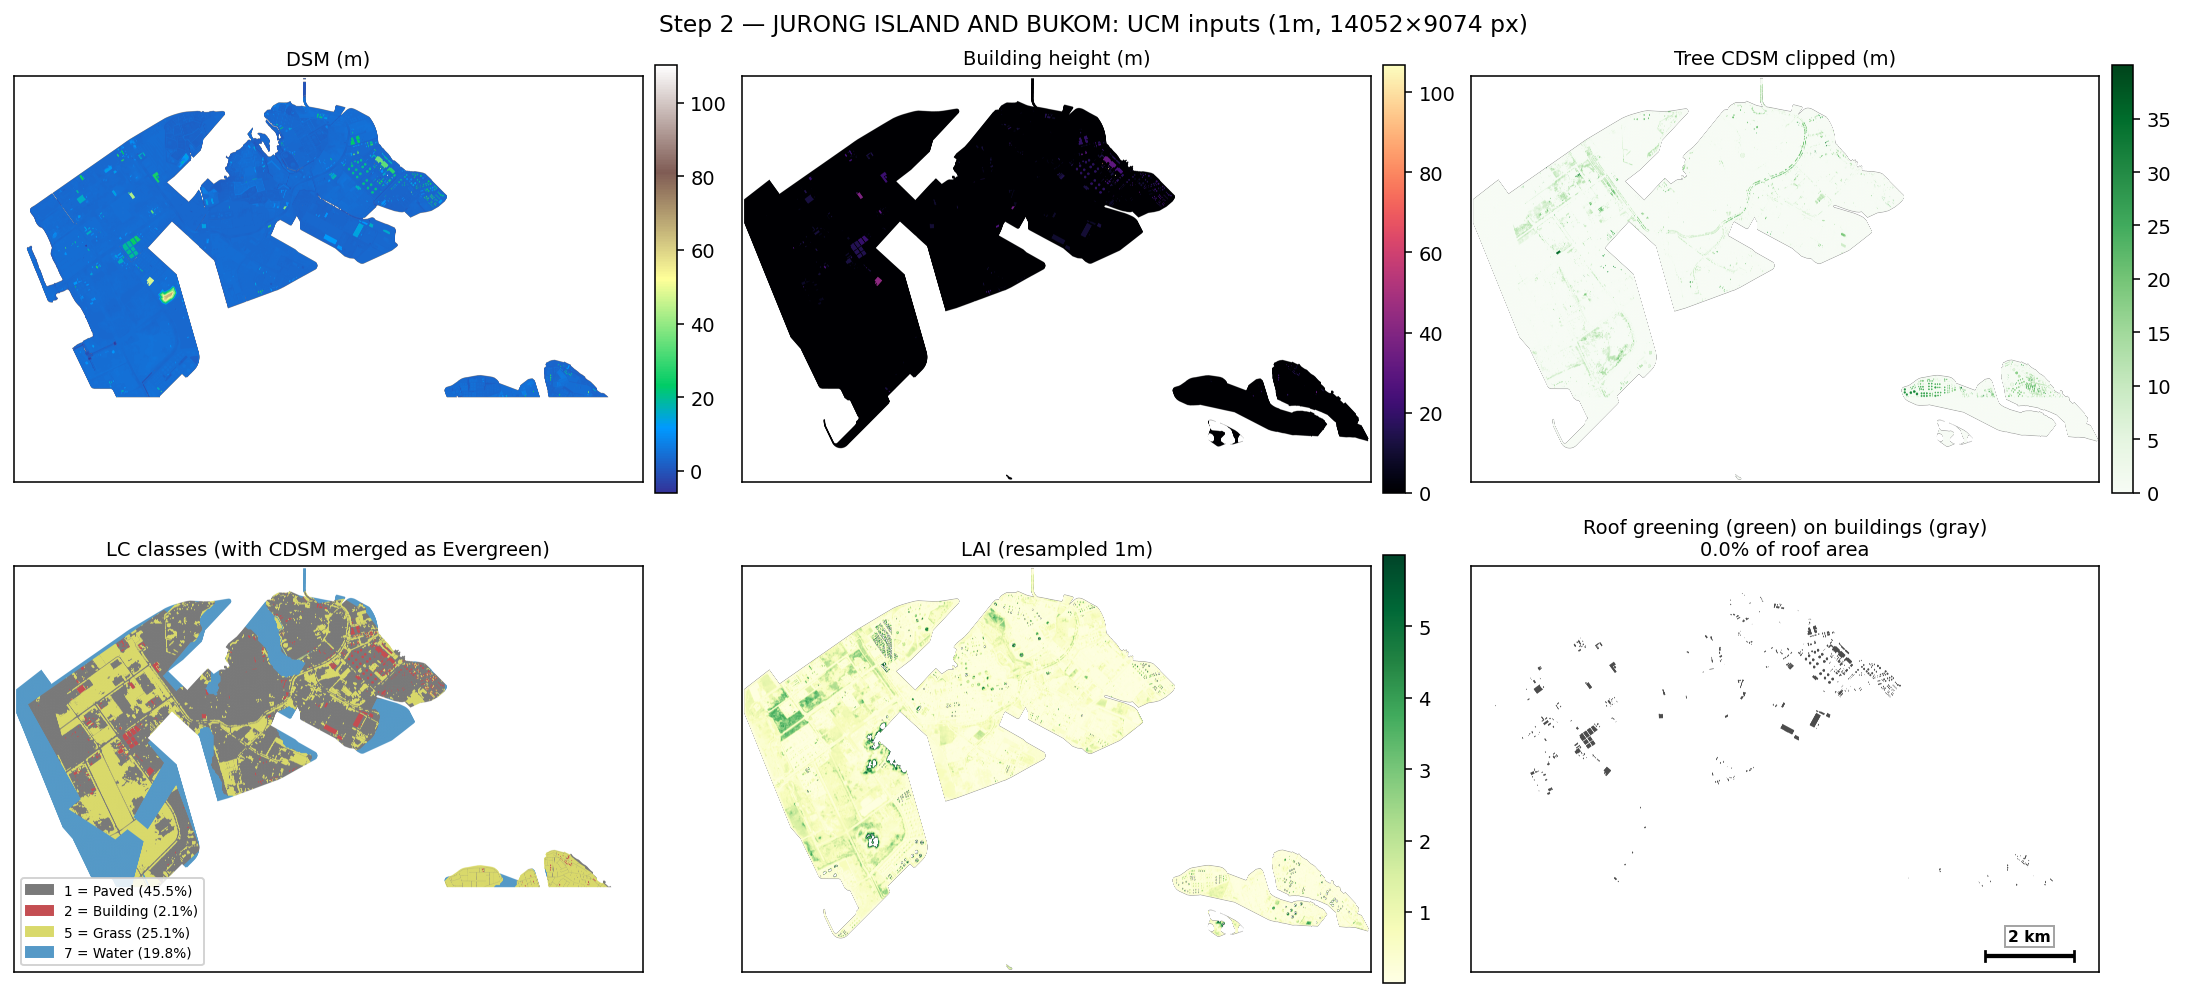 Step 2 — JURONG ISLAND AND BUKOM: UCM inputs (1m, 14052×9074 px)
DSM (m)
100
80
60
40
20
0
Building height (m)
100
80
60
40
20
0
Tree CDSM clipped (m)
35
30
25
20
15
10
5
0
LC classes (with CDSM merged as Evergreen)
1 = Paved (45.5%)
2 = Building (2.1%)
5 = Grass (25.1%)
7 = Water (19.8%)
LAI (resampled 1m)
5
4
3
2
1
Roof greening (green) on buildings (gray)
0.0% of roof area
2 km